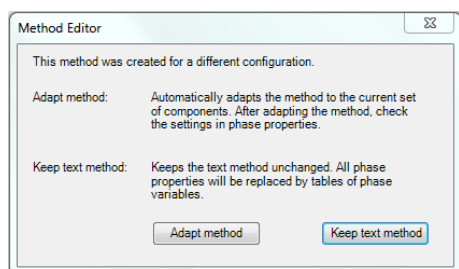 Method Editor
This method was created for a different configuration.
Adapt method: Automatically adapts the method to the current set
of components. After adapting the method, check
the settings in phase properties.
Keep text method: Keeps the text method unchanged. All phase
properties will be replaced by tables of phase
variables.
Adapt method Keep text method